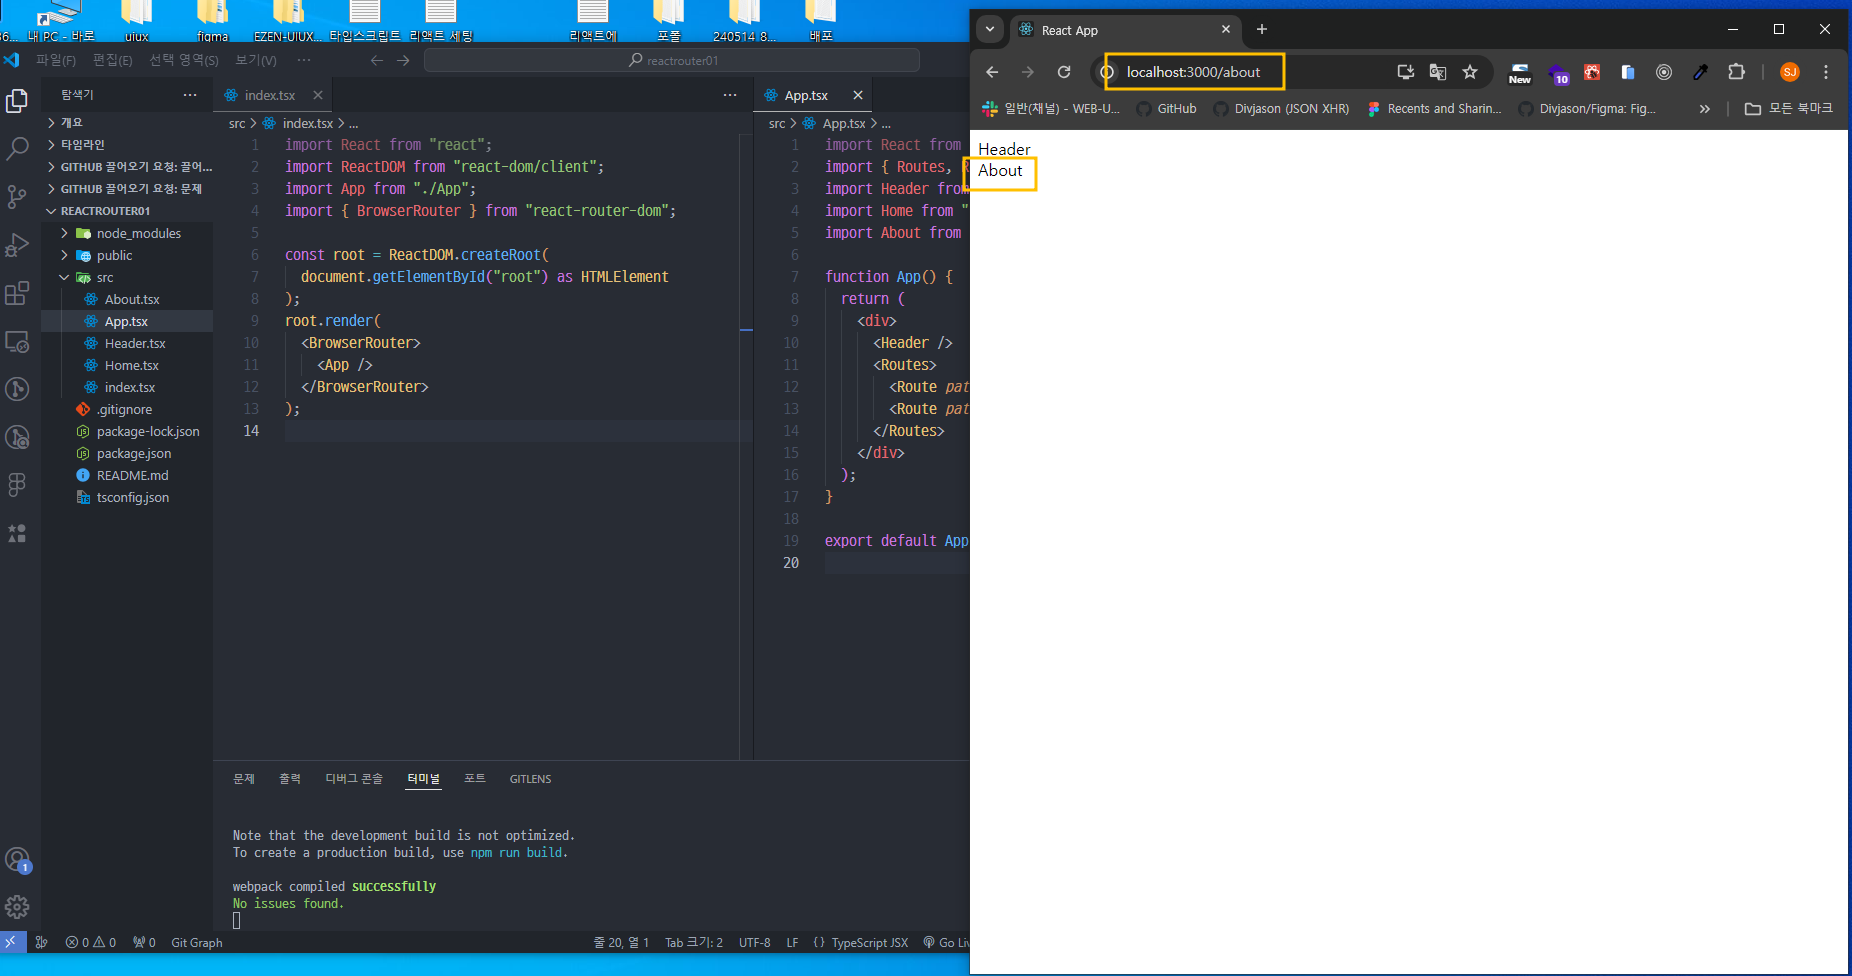 36...
내 PC - 바로
uiux
figma
EZEN-UIUX...
타입스크립트
리액트 세팅
리액트에
포폴
240514 8...
배포
파일(F)
편집(E)
선택 영역(S)
보기(V)
...
reactrouter01
탐색기
...
개요
타임라인
GITHUB 끌어오기 요청: 끌어...
GITHUB 끌어오기 요청: 문제
REACTROUTER01
node_modules
public
src
About.tsx
App.tsx
Header.tsx
Home.tsx
index.tsx
.gitignore
package-lock.json
package.json
README.md
tsconfig.json
1
index.tsx
src > index.tsx > ...
1 import React from "react";
2 import ReactDOM from "react-dom/client";
3 import App from "./App";
4 import { BrowserRouter } from "react-router-dom";
5
6 const root = ReactDOM.createRoot(
7 document.getElementById("root") as HTMLElement
8 );
9 root.render(
10 <BrowserRouter>
11 <App />
12 </BrowserRouter>
13 );
14
App.tsx
src > App.tsx > ...
1 import React from
2 import { Routes, R
3 import Header from
4 import Home from "
5 import About from
6
7 function App() {
8 return (
9 <div>
10 <Header />
11 <Routes>
12 <Route pat
13 <Route pat
14 </Routes>
15 </div>
16 );
17 }
18
19 export default App
20
문제
출력
디버그 콘솔
터미널
포트
GITLENS
Note that the development build is not optimized.
To create a production build, use npm run build.
webpack compiled successfully
No issues found.
0 0
0
Git Graph
줄 20, 열 1
Tab 크기: 2
UTF-8
LF
{ } TypeScript JSX
Go Liv
React App
localhost:3000/about
New
10
SJ
일반(채널) - WEB-U...
GitHub
Divjason (JSON XHR)
Recents and Sharin...
Divjason/Figma: Fig...
»
모든 북마크
Header
About